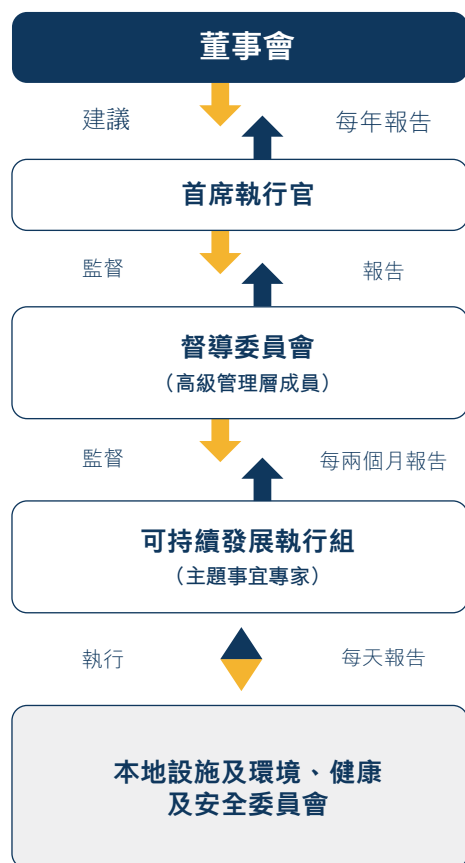 董事會
建議
每年報告
首席執行官
監督
報告
督導委員會
（高級管理層成員）
監督
每兩個月報告
可持續發展執行組
（主題事宜專家）
執行
每天報告
本地設施及環境、健康
及安全委員會